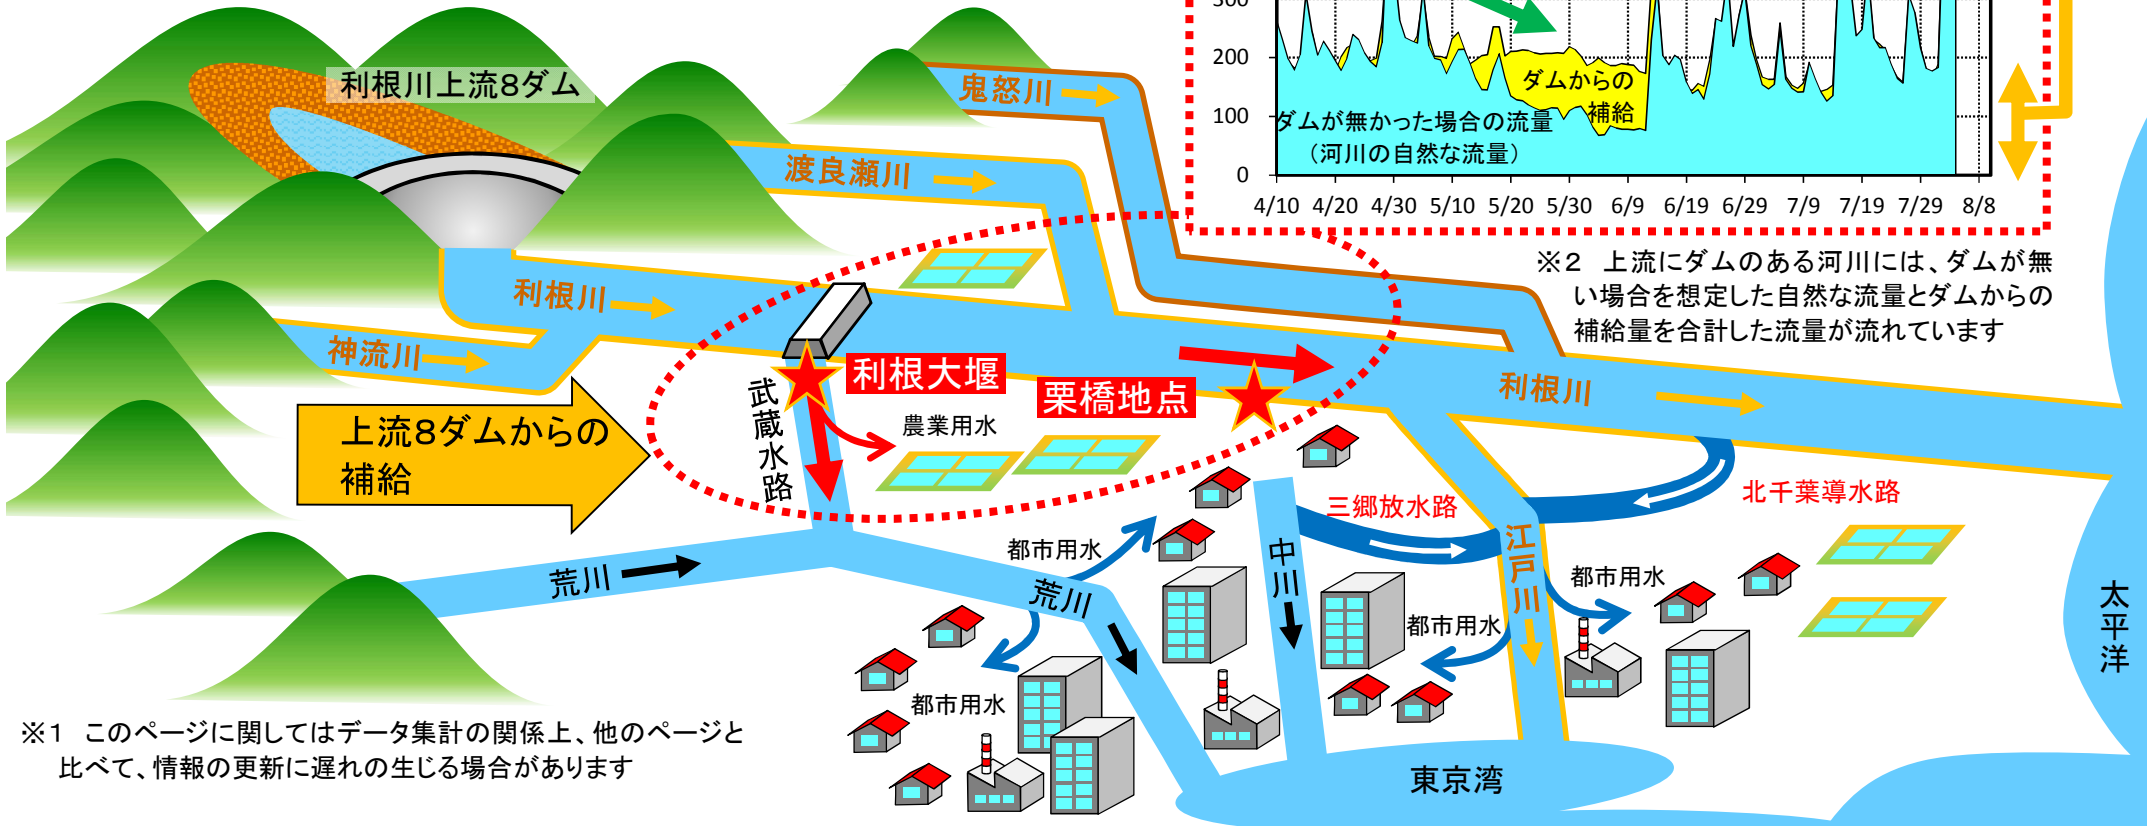 300
200
100
0
4/10 4/20 4/30 5/10 5/20 5/30 6/9 6/19 6/29 7/9 7/19 7/29 8/8
ダムからの
補給
ダムが無かった場合の流量
（河川の自然な流量）
利根川上流8ダム
鬼怒川
渡良瀬川
利根川
神流川
※2 上流にダムのある河川には、ダムが無
い場合を想定した自然な流量とダムからの
補給量を合計した流量が流れています
利根大堰
栗橋地点
利根川
武蔵水路
農業用水
上流8ダムからの
補給
三郷放水路
北千葉導水路
荒川
都市用水
荒川
中川
江戸川
都市用水
都市用水
都市用水
太平洋
東京湾
※1 このページに関してはデータ集計の関係上、他のページと
比べて、情報の更新に遅れの生じる場合があります